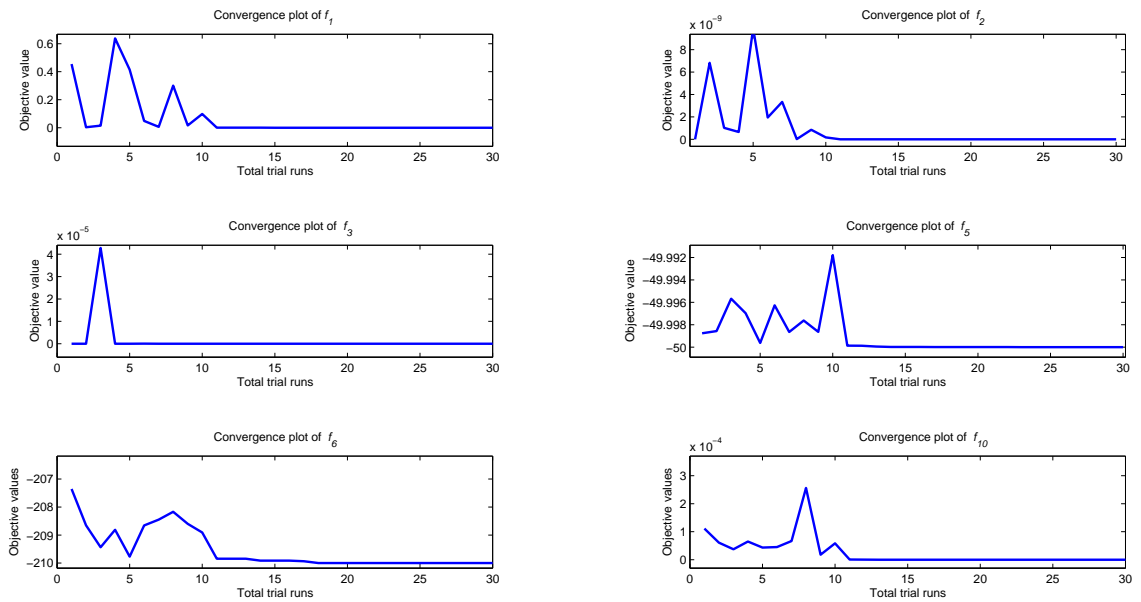 Convergence plot of f1
Objective value
0.6
0.4
0.2
0
0 5 10 15 20 25 30
Total trial runs
Convergence plot of f2
x 10^-9
Objective value
8
6
4
2
0
5 10 15 20 25 30
Total trial runs
Convergence plot of f3
x 10^-5
Objective value
4
3
2
1
0
0 5 10 15 20 25 30
Total trial runs
Convergence plot of f5
Objective value
−49.992
−49.994
−49.996
−49.998
−50
5 10 15 20 25 30
Total trial runs
Convergence plot of f6
Objective values
−207
−208
−209
−210
0 5 10 15 20 25 30
Total trial runs
Convergence plot of f10
x 10^-4
Objective values
3
2
1
0
0 5 10 15 20 25 30
Total trial runs